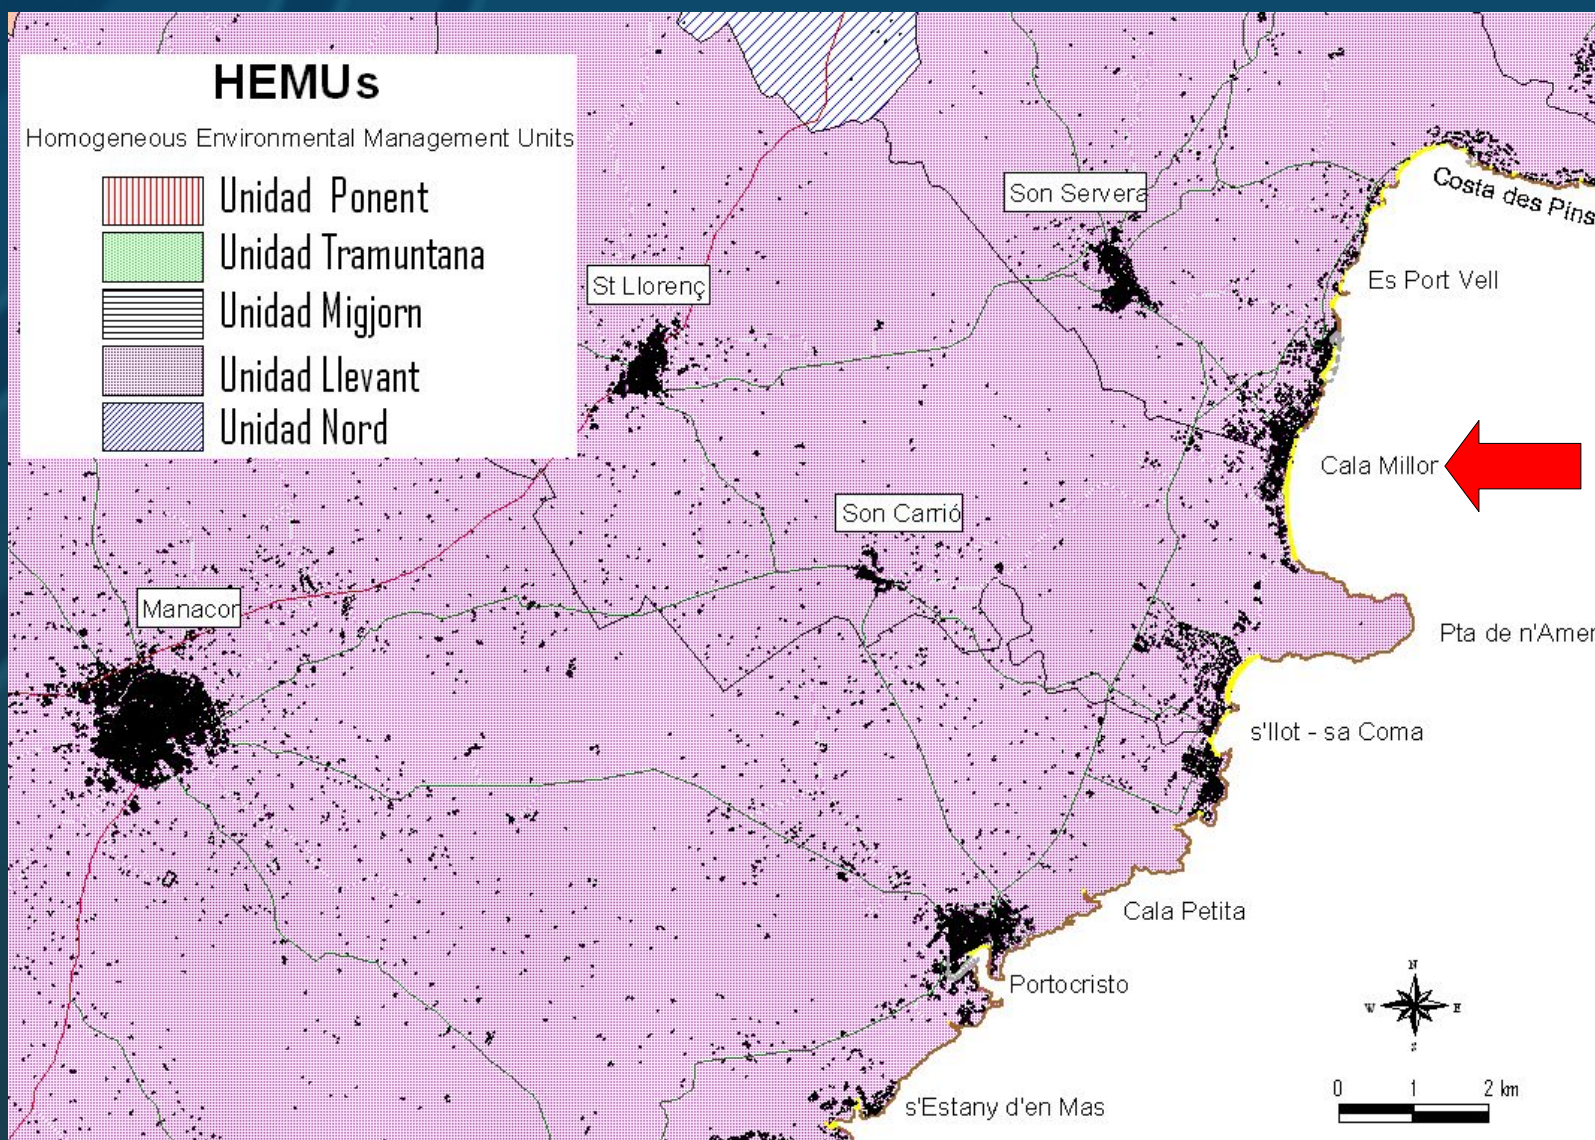 HEMUs
Homogeneous Environmental Management Units
Unidad Ponent
Unidad Tramuntana
Unidad Migjorn
Unidad Llevant
Unidad Nord
Son Servera
Costa des Pins
St Llorenç
Es Port Vell
Cala Millor
Son Carrió
Manacor
Pta de n'Amer
s'Illot - sa Coma
Cala Petita
Portocristo
s'Estany d'en Mas
N
W E
S
0 1 2 km